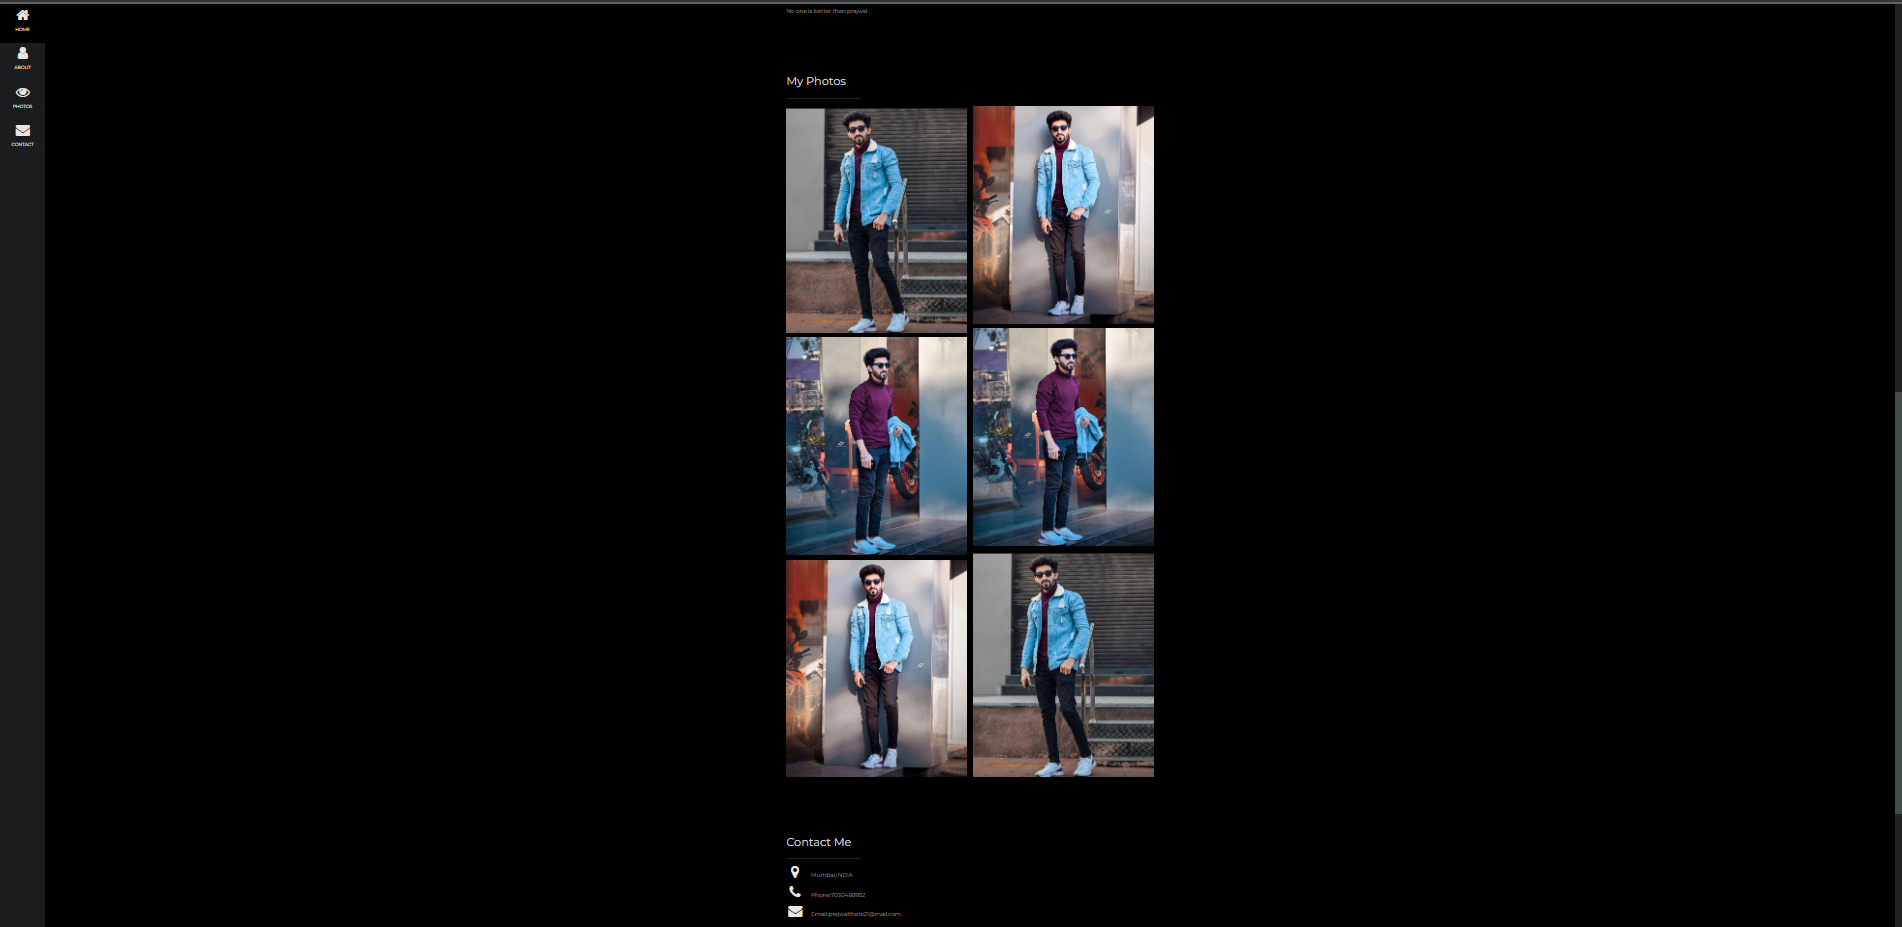 No one is better than prajwal .
HOME
ABOUT
PHOTOS
CONTACT
My Photos
Contact Me
Mumbai,INDIA